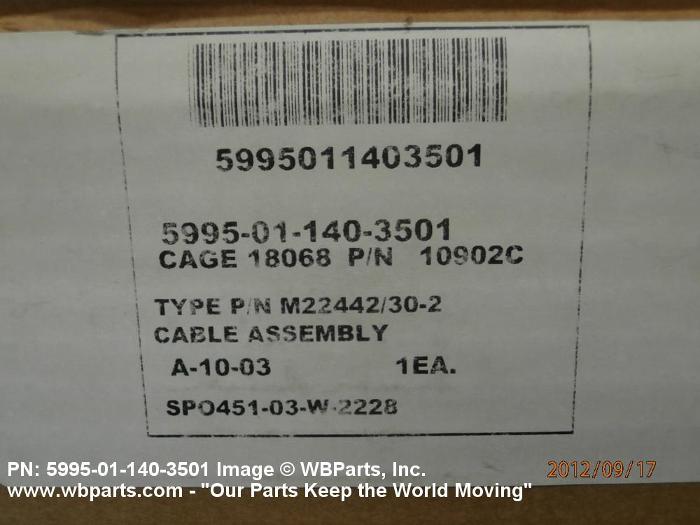 5995011403501
5995-01-140-3501
CAGE 18068 P/N 10902C
TYPE P/N M22442/30-2
CABLE ASSEMBLY
A-10-03 1EA.
SPO451-03-W-2228
PN: 5995-01-140-3501 Image © WBParts, Inc.
2012/09/17
www.wbparts.com - "Our Parts Keep the World Moving"